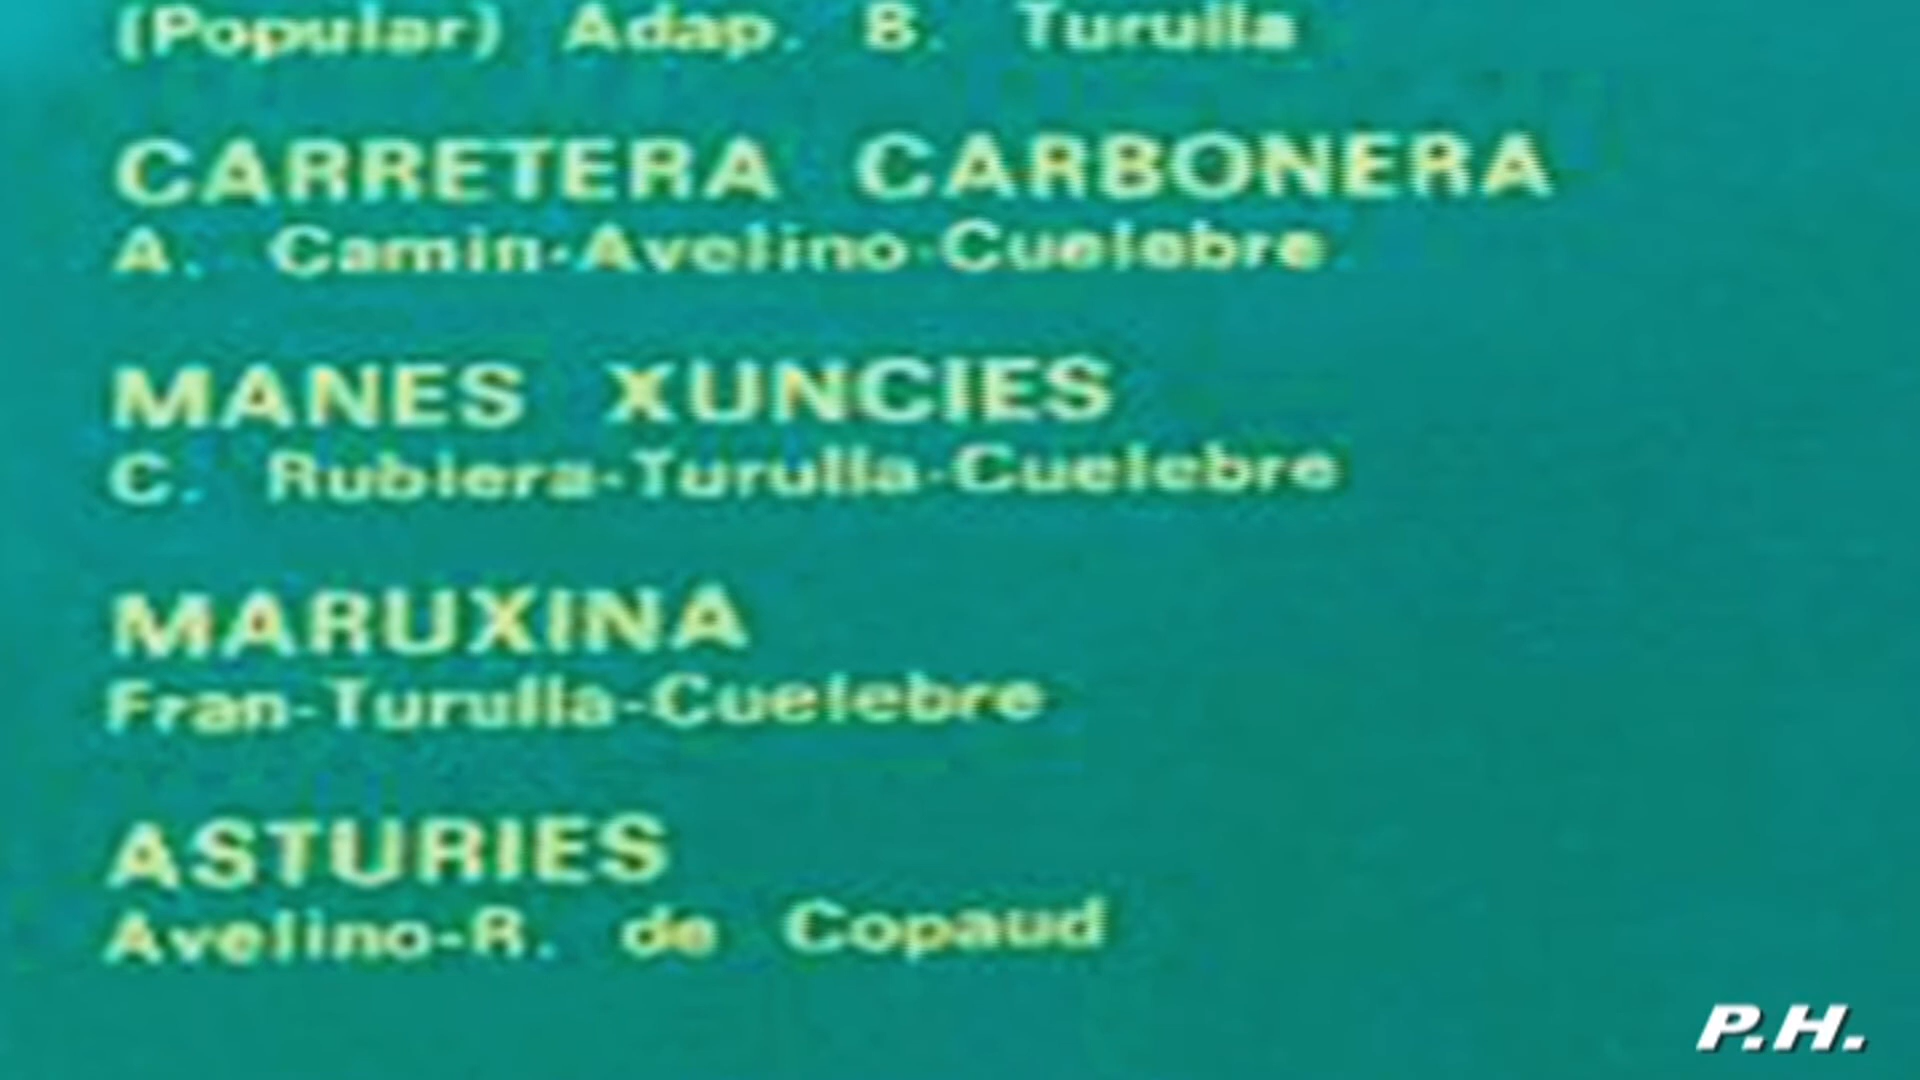 (Popular) Adap. B. Turulla
CARRETERA CARBONERA
A. Camin-Avelino-Cuelebre
MANES XUNCIES
C. Rubiera-Turulla-Cuelebre
MARUXINA
Fran-Turulla-Cuelebre
ASTURIES
Avelino-R. de Copaud
P.H.